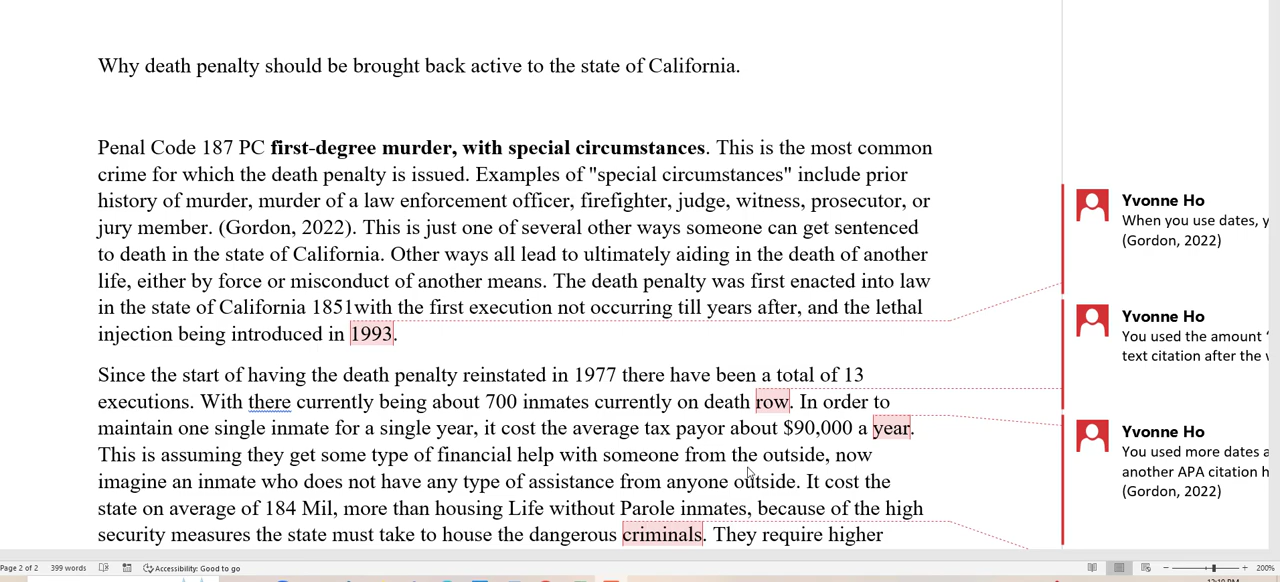 Why death penalty should be brought back active to the state of California.
Penal Code 187 PC first-degree murder, with special circumstances. This is the most common
crime for which the death penalty is issued. Examples of "special circumstances" include prior
history of murder, murder of a law enforcement officer, firefighter, judge, witness, prosecutor, or
jury member. (Gordon, 2022). This is just one of several other ways someone can get sentenced
to death in the state of California. Other ways all lead to ultimately aiding in the death of another
life, either by force or misconduct of another means. The death penalty was first enacted into law
in the state of California 1851with the first execution not occurring till years after, and the lethal
injection being introduced in 1993.
Since the start of having the death penalty reinstated in 1977 there have been a total of 13
executions. With there currently being about 700 inmates currently on death row. In order to
maintain one single inmate for a single year, it cost the average tax payor about $90,000 a year.
This is assuming they get some type of financial help with someone from the outside, now
imagine an inmate who does not have any type of assistance from anyone outside. It cost the
state on average of 184 Mil, more than housing Life without Parole inmates, because of the high
security measures the state must take to house the dangerous criminals. They require higher
Yvonne Ho
When you use dates, y
(Gordon, 2022)
Yvonne Ho
You used the amount
text citation after the
Yvonne Ho
You used more dates a
another APA citation h
(Gordon, 2022)
Page 2 of 2 399 words Accessibility: Good to go 200%